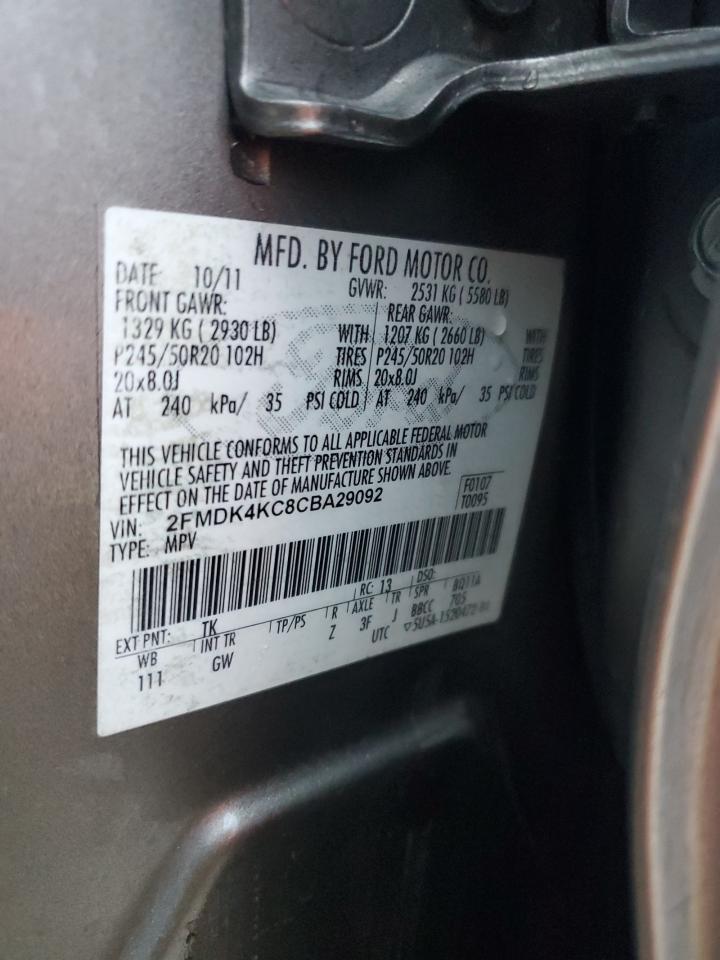 MFD. BY FORD MOTOR CO.
DATE: 10/11 GVWR: 2531 KG ( 5580 LB)
FRONT GAWR: REAR GAWR:
1329 KG ( 2930 LB) WITH 1207 KG ( 2660 LB) WITH
P245/50R20 102H TIRES P245/50R20 102H TIRES
20x8.0J RIMS 20x8.0J RIMS
AT 240 kPa/ 35 PSI COLD AT 240 kPa/ 35 PSI COLD
THIS VEHICLE CONFORMS TO ALL APPLICABLE FEDERAL MOTOR
VEHICLE SAFETY AND THEFT PREVENTION STANDARDS IN
EFFECT ON THE DATE OF MANUFACTURE SHOWN ABOVE.
VIN: 2FMDK4KC8CBA29092 F0107
TYPE: MPV T0095
EXT PNT: TK RC: 13 DSO:
WB INT TR TP/PS R AXLE TR SPR BQ11A
111 GW Z 3F J BBCC 705
UTC